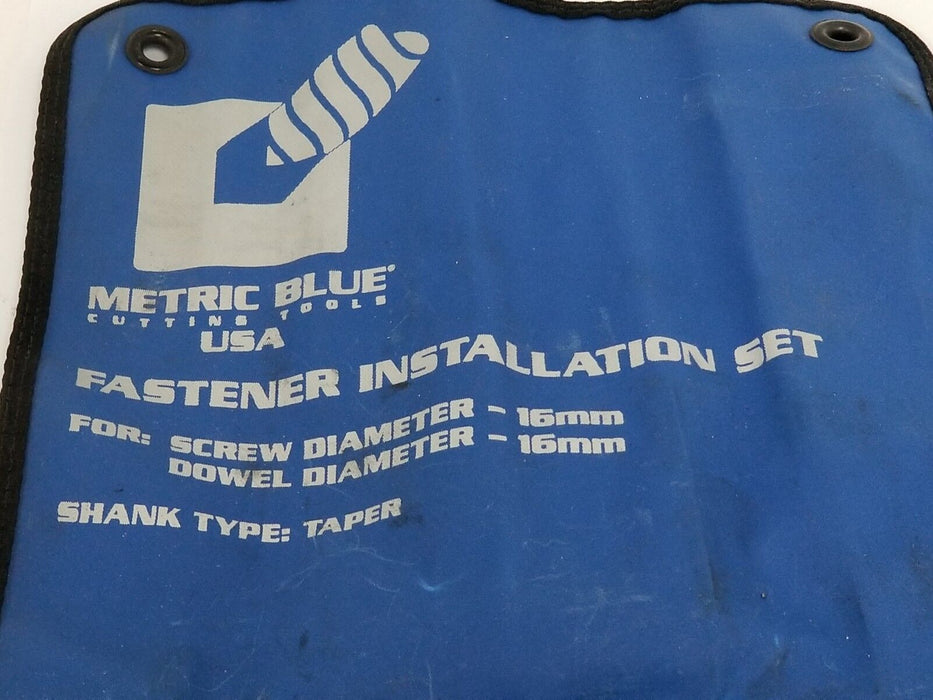 METRIC BLUE®
CUTTING TOOLS
USA
FASTENER INSTALLATION SET
FOR: SCREW DIAMETER - 16mm
DOWEL DIAMETER - 16mm
SHANK TYPE: TAPER